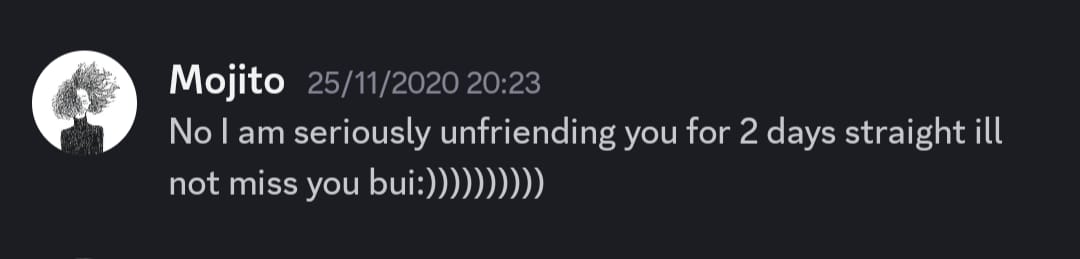 Mojito 25/11/2020 20:23
No I am seriously unfriending you for 2 days straight ill
not miss you bui:))))))))))